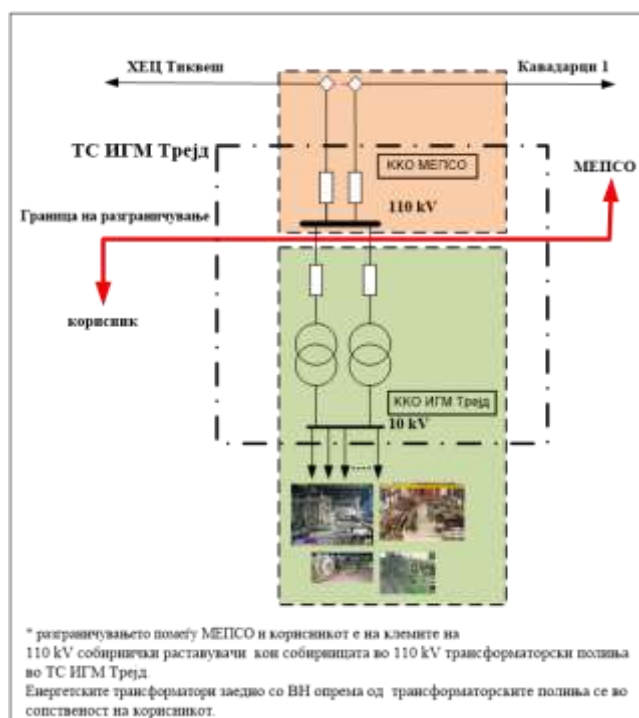 ХЕЦ Тиквеш
Кавадарци 1
ТС ИГМ Трејд
ККО МЕПСО
МЕПСО
110 kV
Граница на разграничување
корисник
ККО ИГМ Трејд
10 kV
* разграничувањето помеѓу МЕПСО и корисникот е на клемите на
110 kV собирнички раставувачи кон собирницата во 110 kV трансформаторски полиња
во ТС ИГМ Трејд.
Енергетските трансформатори заедно со ВН опрема од трансформаторските полиња се во
сопственост на корисникот.